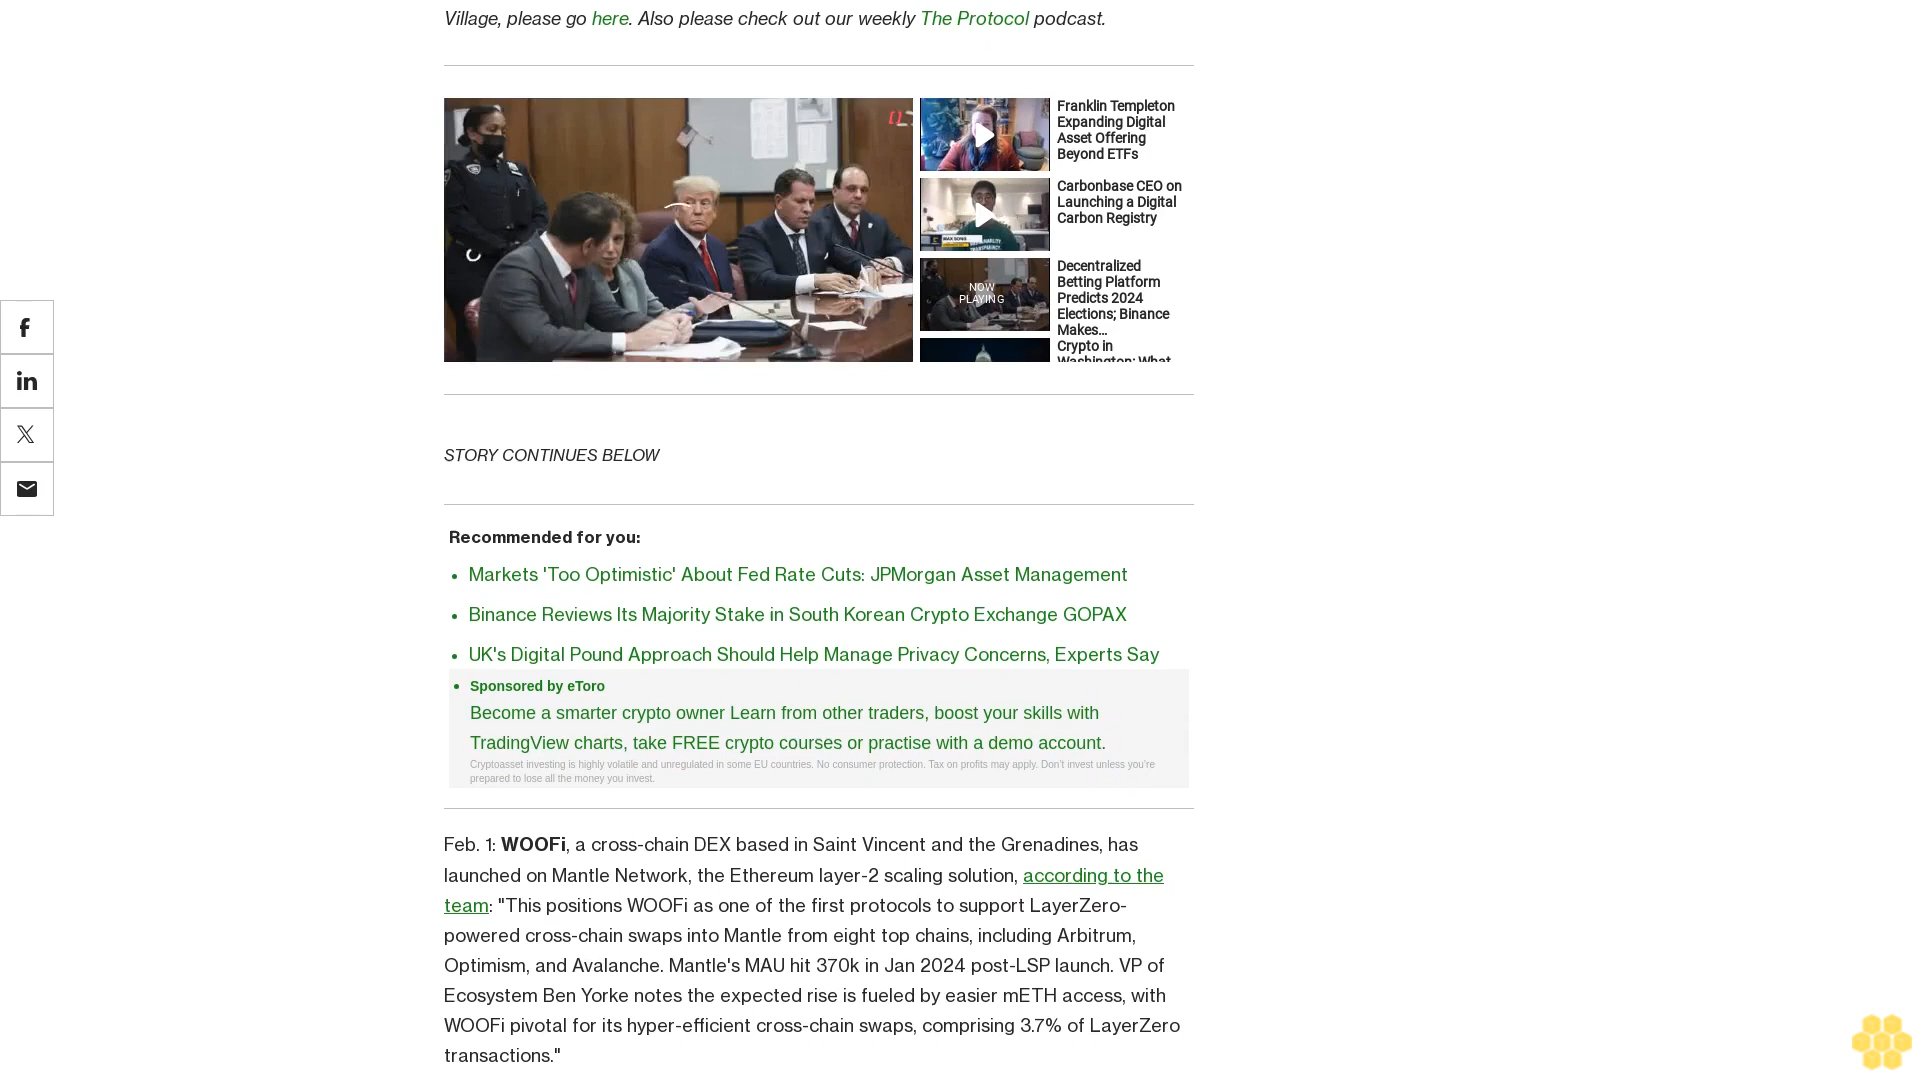 Village, please go here. Also please check out our weekly The Protocol podcast.
Franklin Templeton
Expanding Digital
Asset Offering
Beyond ETFs
Carbonbase CEO on
Launching a Digital
Carbon Registry
NOW
PLAYING
Decentralized
Betting Platform
Predicts 2024
Elections; Binance
Makes...
Crypto in
Washington: What
STORY CONTINUES BELOW
Recommended for you:
• Markets 'Too Optimistic' About Fed Rate Cuts: JPMorgan Asset Management
• Binance Reviews Its Majority Stake in South Korean Crypto Exchange GOPAX
• UK's Digital Pound Approach Should Help Manage Privacy Concerns, Experts Say
• Sponsored by eToro
Become a smarter crypto owner Learn from other traders, boost your skills with
TradingView charts, take FREE crypto courses or practise with a demo account.
Cryptoasset investing is highly volatile and unregulated in some EU countries. No consumer protection. Tax on profits may apply. Don't invest unless you're
prepared to lose all the money you invest.
Feb. 1: WOOFi, a cross-chain DEX based in Saint Vincent and the Grenadines, has
launched on Mantle Network, the Ethereum layer-2 scaling solution, according to the
team: "This positions WOOFi as one of the first protocols to support LayerZero-
powered cross-chain swaps into Mantle from eight top chains, including Arbitrum,
Optimism, and Avalanche. Mantle's MAU hit 370k in Jan 2024 post-LSP launch. VP of
Ecosystem Ben Yorke notes the expected rise is fueled by easier mETH access, with
WOOFi pivotal for its hyper-efficient cross-chain swaps, comprising 3.7% of LayerZero
transactions."